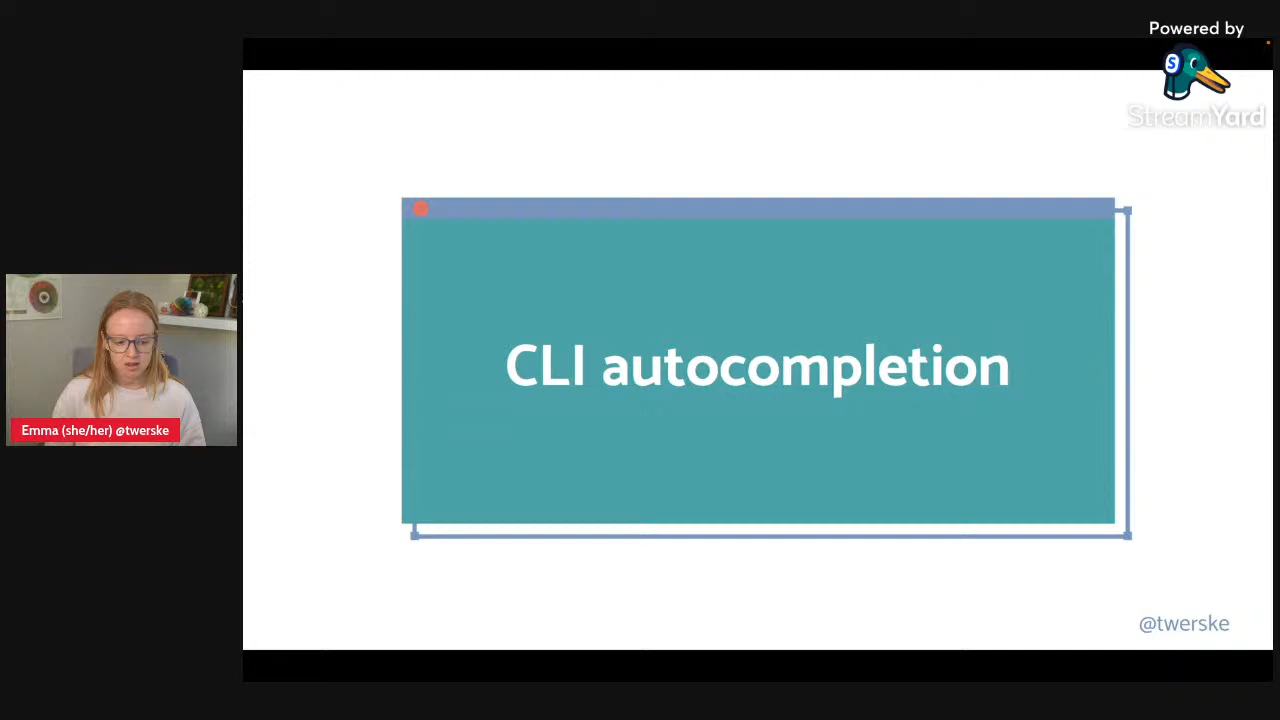 Powered by
S
StreamYard
CLI autocompletion
Emma (she/her) @twerske
@twerske